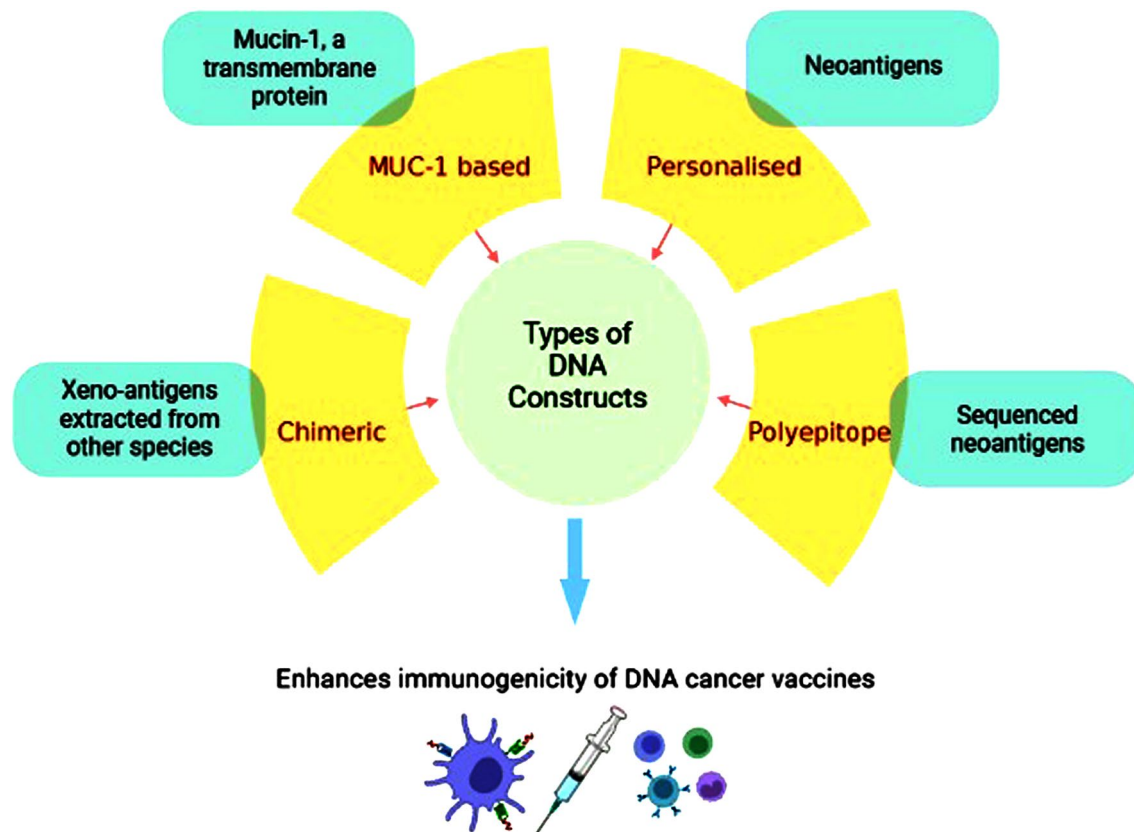 Mucin-1, a
transmembrane
protein
Neoantigens
MUC-1 based
Personalised
Types of
DNA
Constructs
Xeno-antigens
extracted from
other species
Chimeric
Polyepitope
Sequenced
neoantigens
Enhances immunogenicity of DNA cancer vaccines